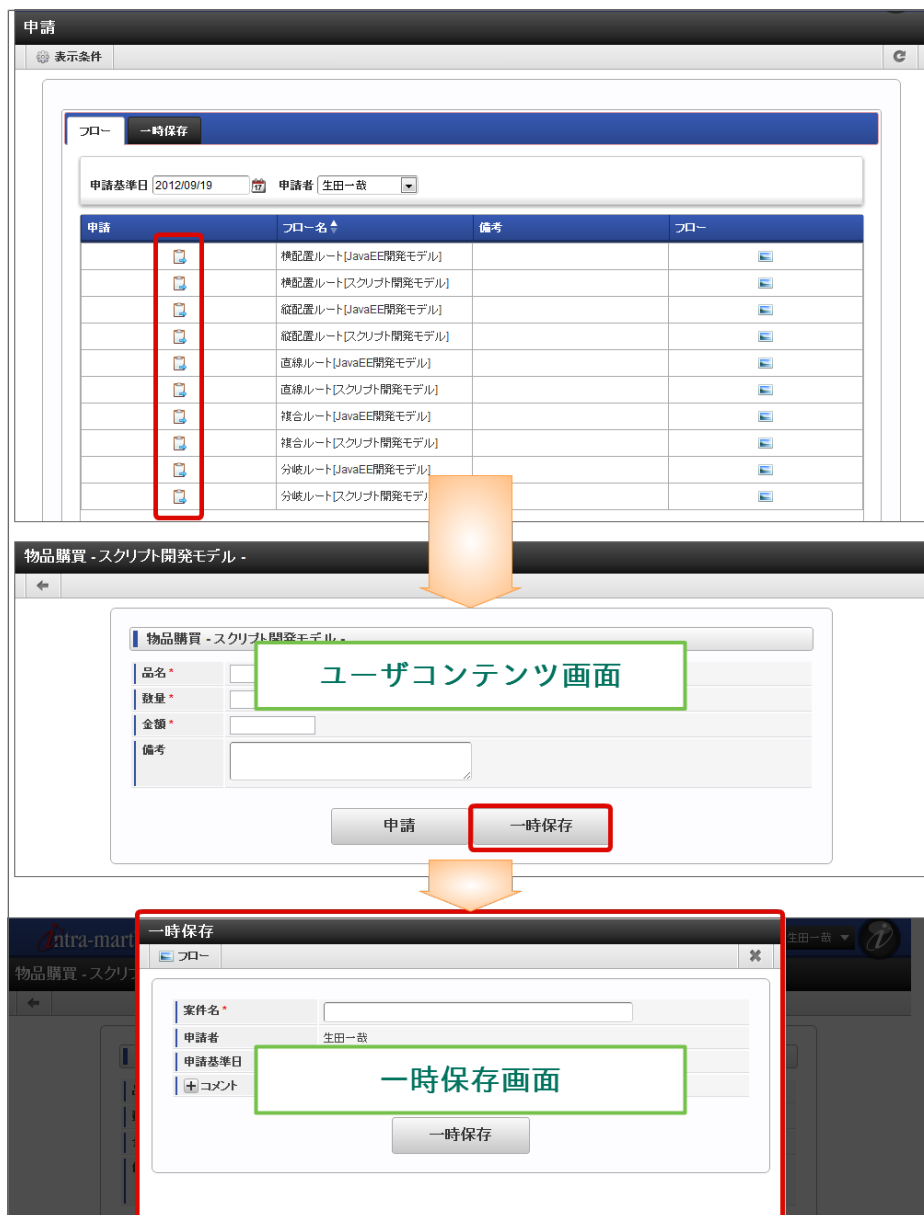 申請
表示条件
フロー 一時保存
申請基準日 2012/09/19 17 申請者 生田一哉
申請 フロー名 備考 フロー
横配置ルート[JavaEE開発モデル]
横配置ルート[スクリプト開発モデル]
縦配置ルート[JavaEE開発モデル]
縦配置ルート[スクリプト開発モデル]
直線ルート[JavaEE開発モデル]
直線ルート[スクリプト開発モデル]
複合ルート[JavaEE開発モデル]
複合ルート[スクリプト開発モデル]
分岐ルート[JavaEE開発モデル]
分岐ルート[スクリプト開発モデ
物品購買 - スクリプト開発モデル -
物品購買 - スクリプト開発モデル -
ユーザコンテンツ画面
品名 *
数量 *
金額 *
備考
申請 一時保存
intra-mart 生田一哉
物品購買 - スクリ
一時保存
フロー
案件名 *
申請者 生田一哉
申請基準日
コメント
一時保存画面
一時保存